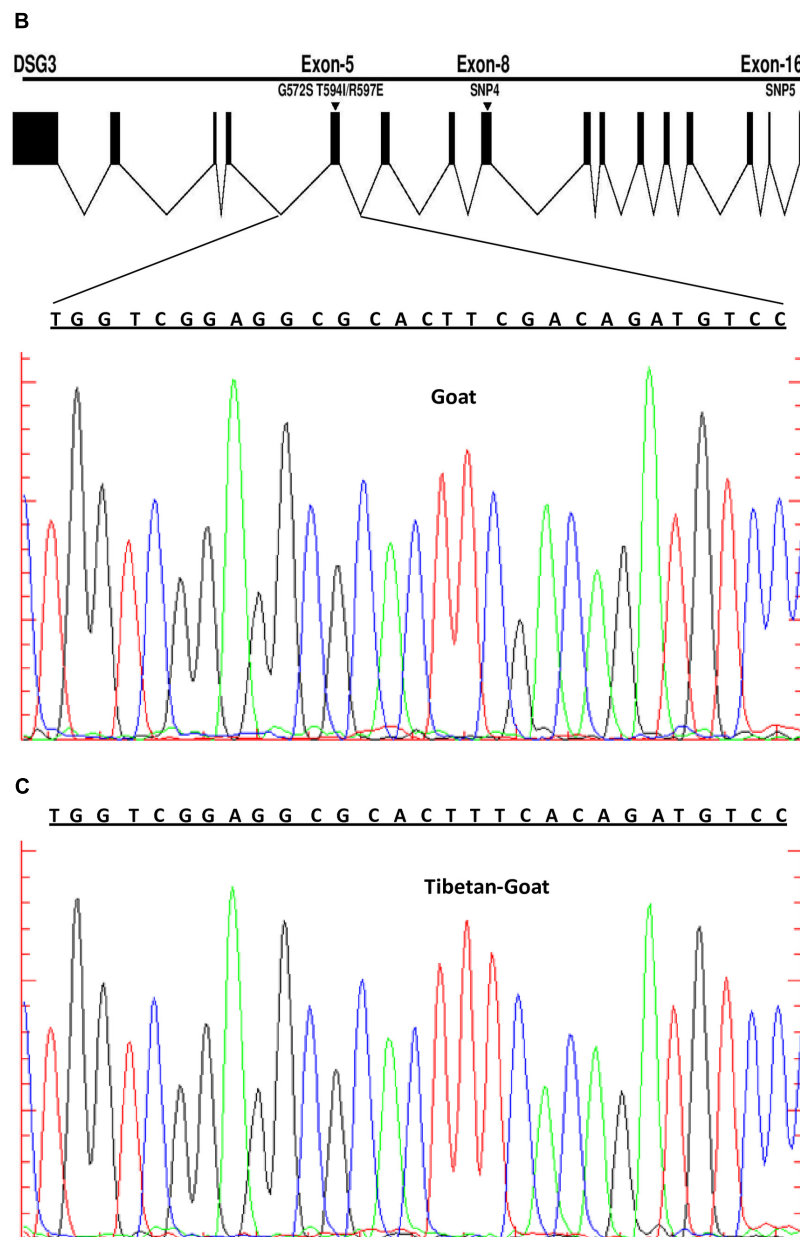 B
DSG3 Exon-5 Exon-8 Exon-16
G572S T594I/R597E SNP4 SNP5
T G G T C G G A G G C G C A C T T C G A C A G A T G T C C
Goat
C
T G G T C G G A G G C G C A C T T T C A C A G A T G T C C
Tibetan-Goat